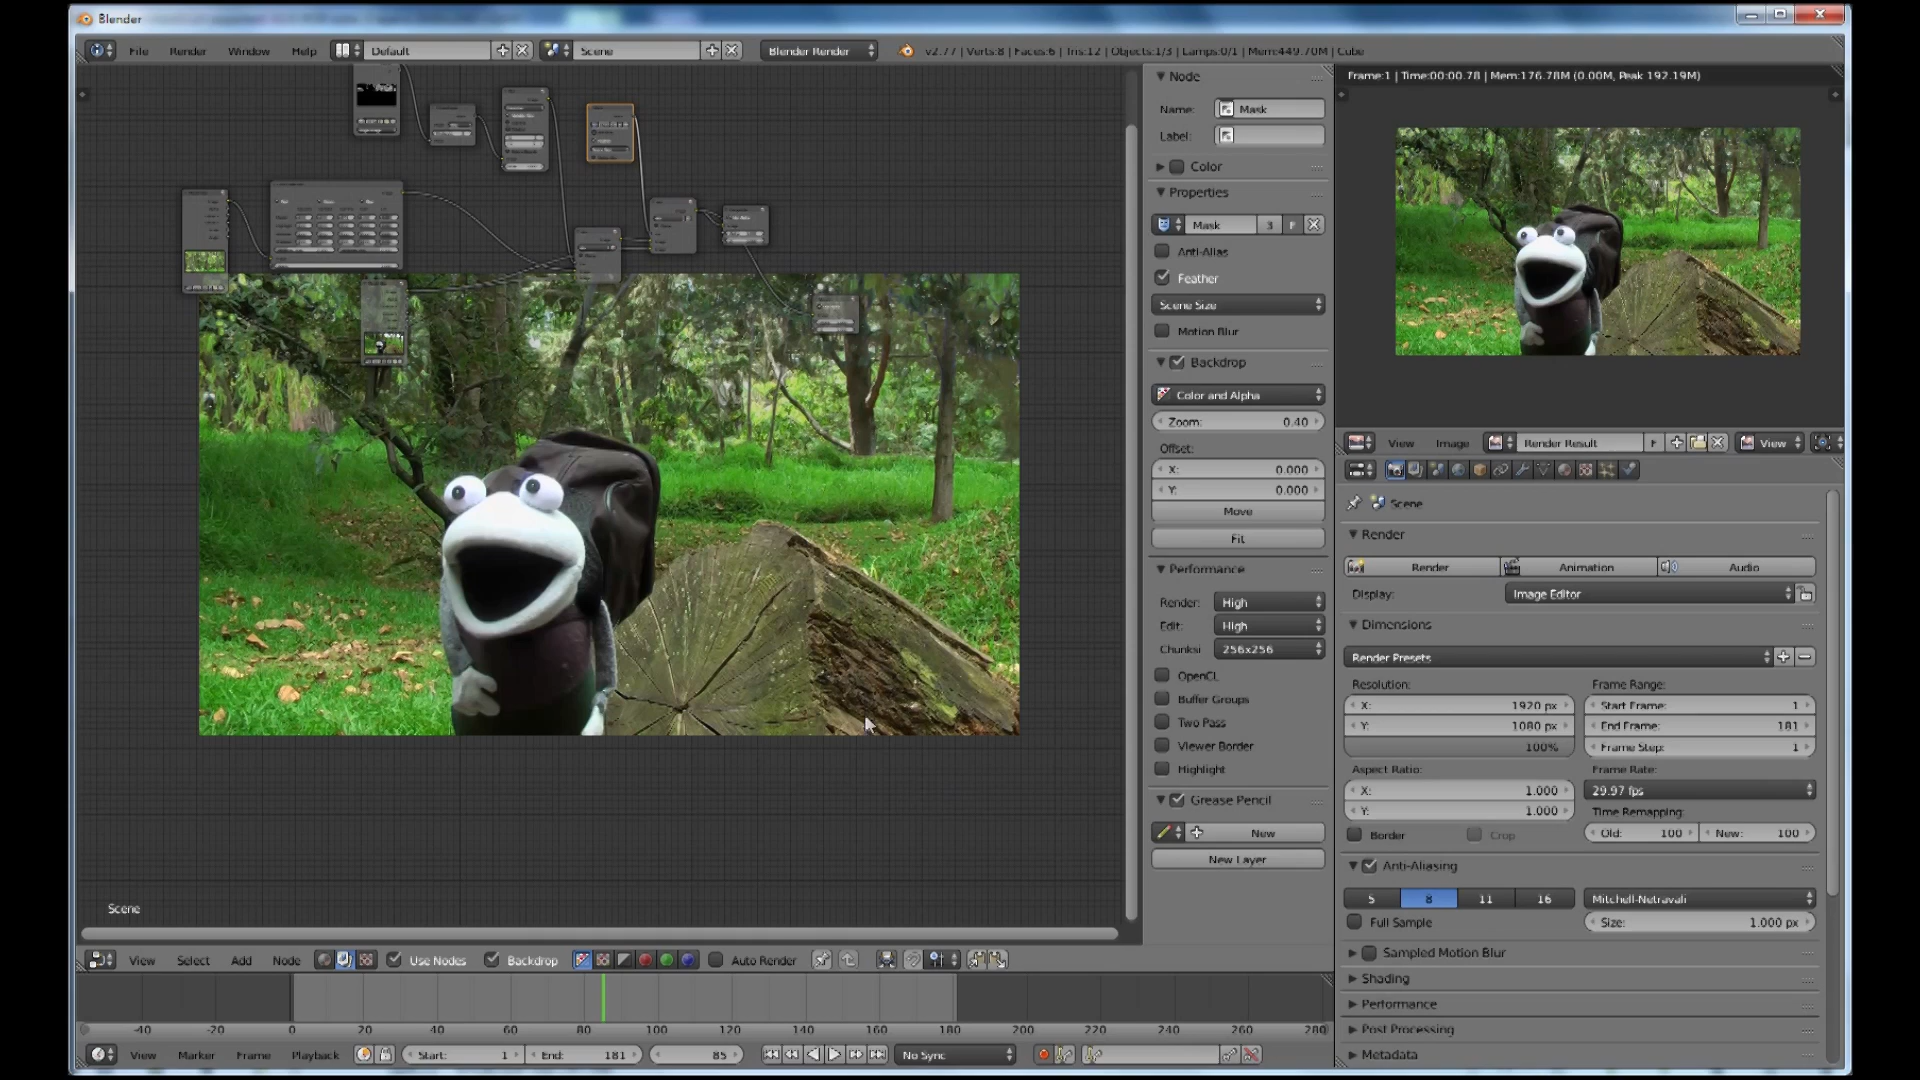 Blender
File Render Window Help Default Scene Blender Render v2.77 | Verts:8 | Faces:6 | Tris:12 | Objects:1/3 | Lamps:0/1 | Mem:449.70M | Cube
Node
Name: Mask
Label:
Color
Properties
Mask 3 F
Anti-Alias
Feather
Scene Size
Motion Blur
Backdrop
Color and Alpha
Zoom: 0.40
Offset:
X: 0.000
Y: 0.000
Move
Fit
Performance
Render: High
Edit: High
Chunksi 256x256
OpenCL
Buffer Groups
Two Pass
Viewer Border
Highlight
Grease Pencil
New
New Layer
Scene
View Select Add Node Use Nodes Backdrop Auto Render
-40 -20 0 20 40 60 80 100 120 140 160 180 200 220 240 260 280
View Marker Frame Playback Start: 1 End: 181 85 No Sync
Frame:1 | Time:00:00.78 | Mem:176.78M (0.00M, Peak 192.19M)
View Image Render Result F View
Scene
Render
Render Animation Audio
Display: Image Editor
Dimensions
Render Presets
Resolution: Frame Range:
X: 1920 px Start Frame: 1
Y: 1080 px End Frame: 181
100% Frame Step: 1
Aspect Ratio: Frame Rate:
X: 1.000 29.97 fps
Y: 1.000 Time Remapping:
Border Crop Old: 100 New: 100
Anti-Aliasing
5 8 11 16 Mitchell-Netravali
Full Sample Size: 1.000 px
Sampled Motion Blur
Shading
Performance
Post Processing
Metadata